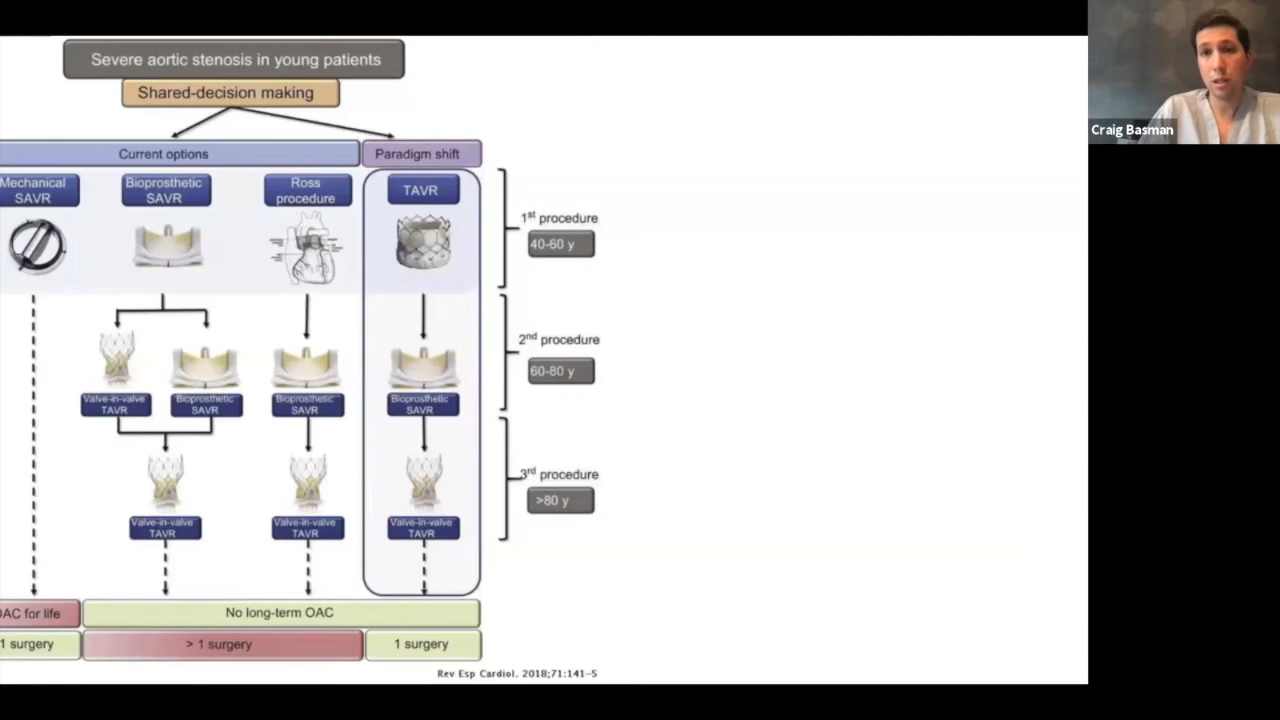 Severe aortic stenosis in young patients
Shared-decision making
Current options
Paradigm shift
Mechanical
SAVR
Bioprosthetic
SAVR
Ross
procedure
TAVR
1st procedure
40-60 y
2nd procedure
60-80 y
Valve-in-valve
TAVR
Bioprosthetic
SAVR
Bioprosthetic
SAVR
Bioprosthetic
SAVR
3rd procedure
>80 y
Valve-in-valve
TAVR
Valve-in-valve
TAVR
Valve-in-valve
TAVR
OAC for life
No long-term OAC
1 surgery
> 1 surgery
1 surgery
Rev Esp Cardiol. 2018;71:141-5
Craig Basman